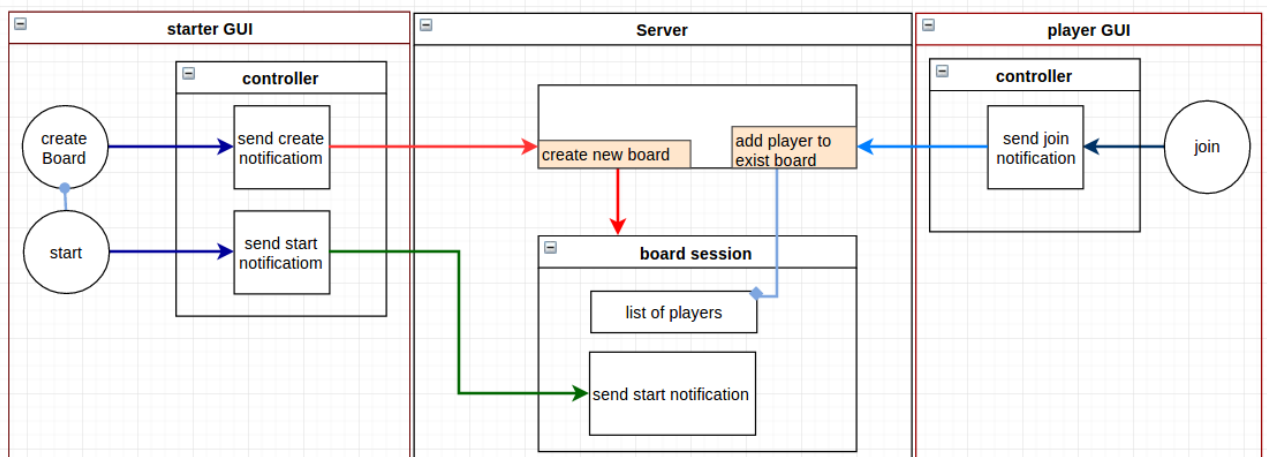 starter GUI
Server
player GUI
controller
controller
create
Board
send create
notificatiom
create new board
add player to
exist board
send join
notification
join
start
send start
notificatiom
board session
list of players
send start notification